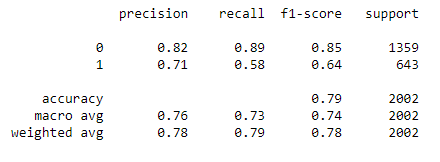 precision recall f1-score support
0 0.82 0.89 0.85 1359
1 0.71 0.58 0.64 643
accuracy 0.79 2002
macro avg 0.76 0.73 0.74 2002
weighted avg 0.78 0.79 0.78 2002